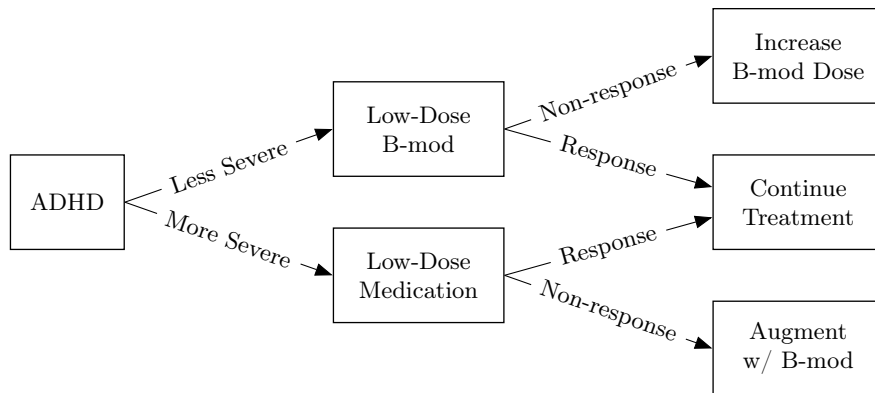 ADHD
Less Severe
More Severe
Low-Dose
B-mod
Low-Dose
Medication
Non-response
Response
Response
Non-response
Increase
B-mod Dose
Continue
Treatment
Augment
w/ B-mod